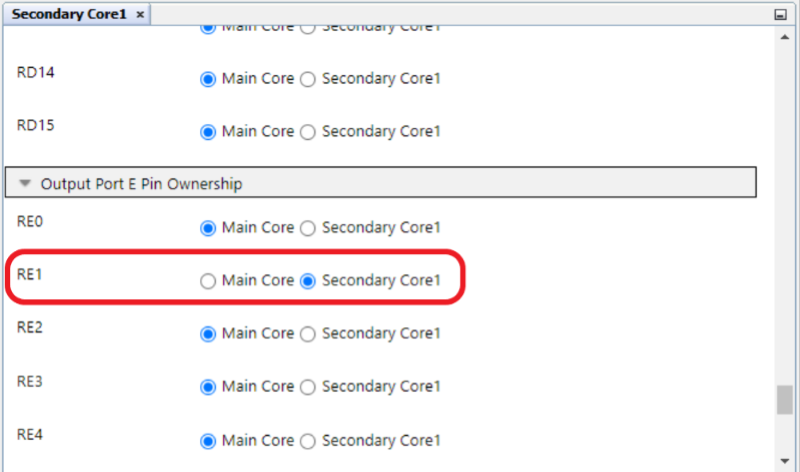 Secondary Core1 ×
Main Core Secondary Core1
RD14 Main Core Secondary Core1
RD15 Main Core Secondary Core1
Output Port E Pin Ownership
RE0 Main Core Secondary Core1
RE1 Main Core Secondary Core1
RE2 Main Core Secondary Core1
RE3 Main Core Secondary Core1
RE4 Main Core Secondary Core1